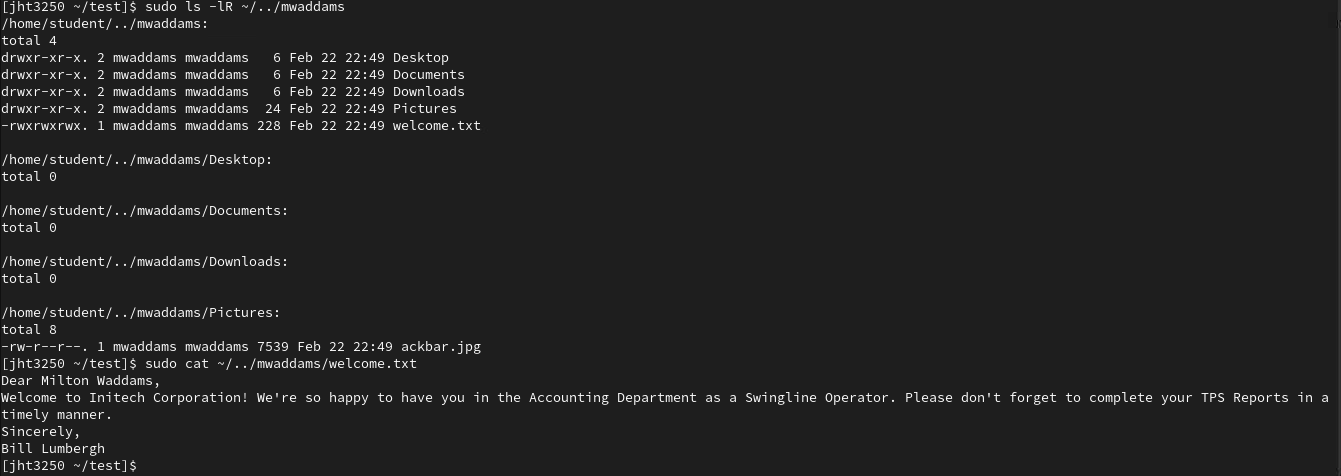 [jht3250 ~/test]$ sudo ls -lR ~/../mwaddams
/home/student/../mwaddams:
total 4
drwxr-xr-x. 2 mwaddams mwaddams   6 Feb 22 22:49 Desktop
drwxr-xr-x. 2 mwaddams mwaddams   6 Feb 22 22:49 Documents
drwxr-xr-x. 2 mwaddams mwaddams   6 Feb 22 22:49 Downloads
drwxr-xr-x. 2 mwaddams mwaddams  24 Feb 22 22:49 Pictures
-rwxrwxrwx. 1 mwaddams mwaddams 228 Feb 22 22:49 welcome.txt

/home/student/../mwaddams/Desktop:
total 0

/home/student/../mwaddams/Documents:
total 0

/home/student/../mwaddams/Downloads:
total 0

/home/student/../mwaddams/Pictures:
total 8
-rw-r--r--. 1 mwaddams mwaddams 7539 Feb 22 22:49 ackbar.jpg
[jht3250 ~/test]$ sudo cat ~/../mwaddams/welcome.txt
Dear Milton Waddams,
Welcome to Initech Corporation! We're so happy to have you in the Accounting Department as a Swingline Operator. Please don't forget to complete your TPS Reports in a
timely manner.
Sincerely,
Bill Lumbergh
[jht3250 ~/test]$